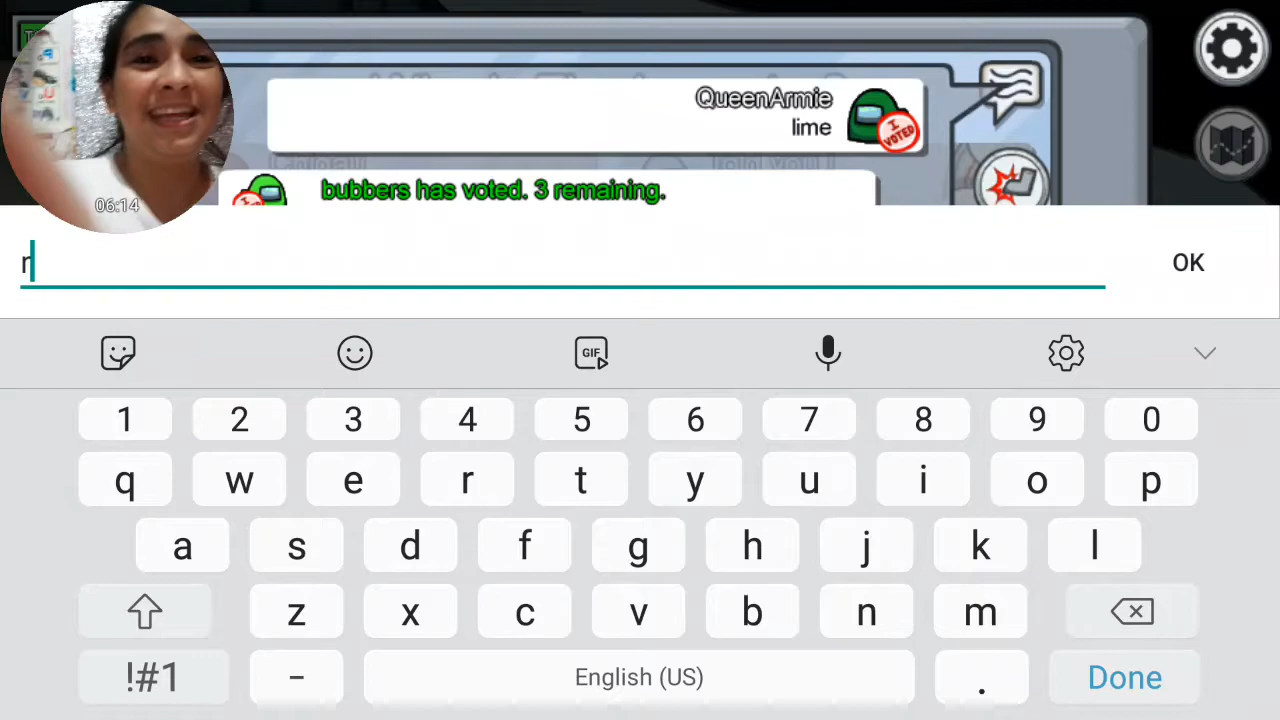 QueenArmie
lime
I VOTED
bubbers has voted. 3 remaining.
06:14
r
OK
GIF
1 2 3 4 5 6 7 8 9 0
q w e r t y u i o p
a s d f g h j k l
z x c v b n m
!#1 - English (US) . Done